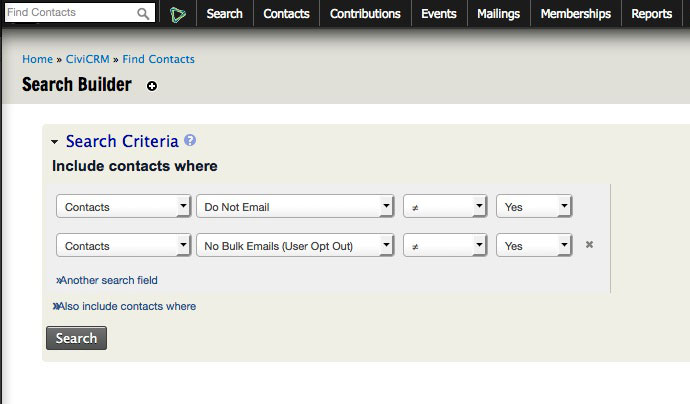 Find Contacts Search Contacts Contributions Events Mailings Memberships Reports
Home » CiviCRM » Find Contacts
Search Builder
Search Criteria ?
Include contacts where
Contacts Do Not Email ≠ Yes
Contacts No Bulk Emails (User Opt Out) ≠ Yes ✖
»Another search field
»Also include contacts where
Search